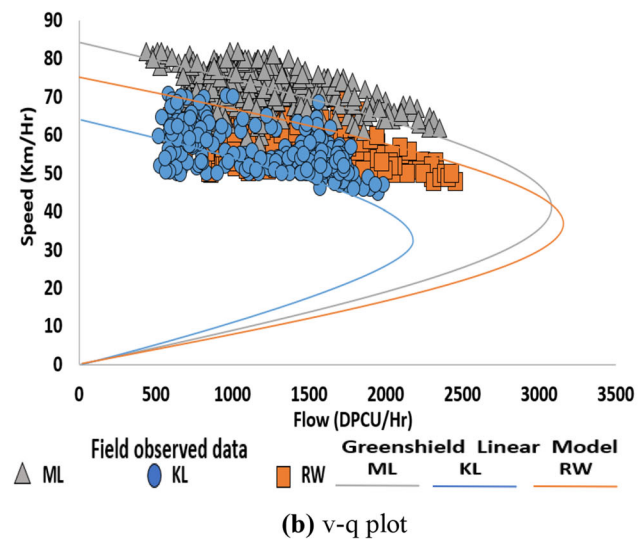 90
80
70
60
50
40
30
20
10
0
Speed (Km/Hr)
0 500 1000 1500 2000 2500 3000 3500
Flow (DPCU/Hr)
Field observed data Greenshield Linear Model
ML KL RW ML KL RW
(b) v-q plot